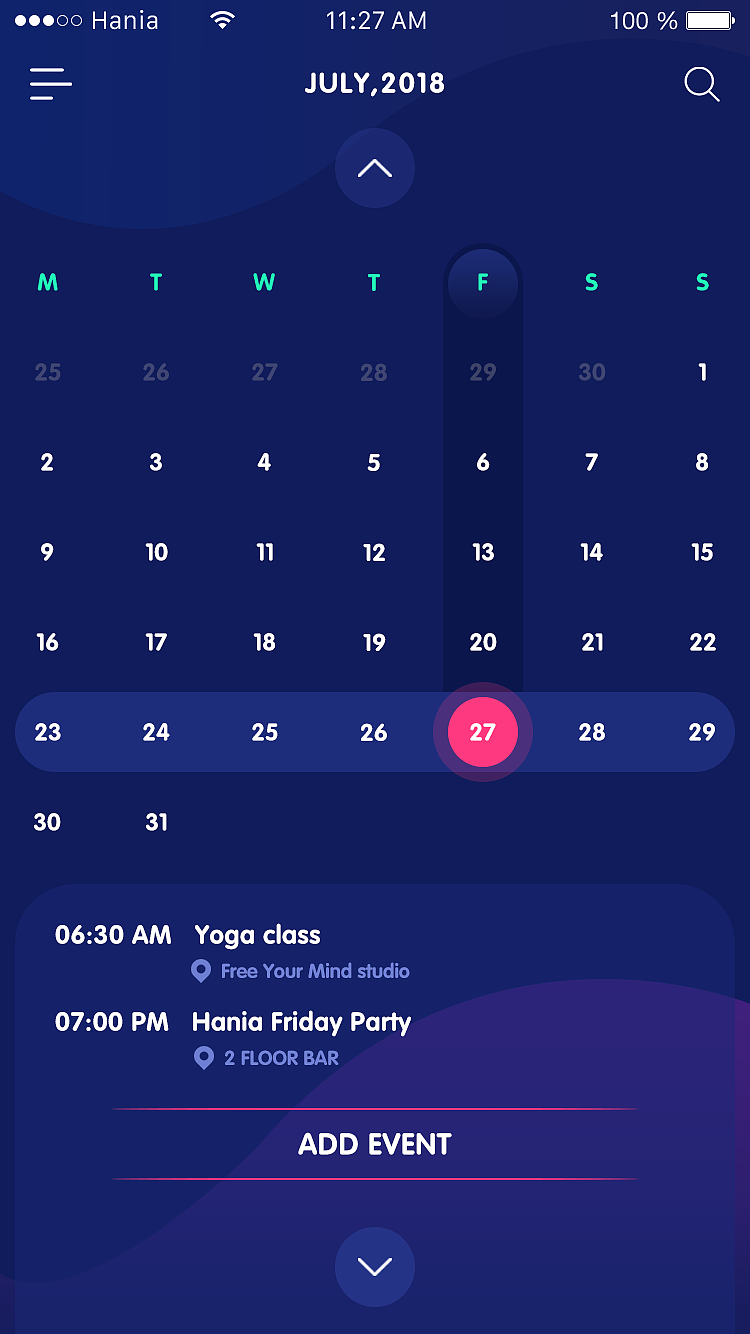 Hania 11:27 AM 100 %
JULY,2018
M T W T F S S
25 26 27 28 29 30 1
2 3 4 5 6 7 8
9 10 11 12 13 14 15
16 17 18 19 20 21 22
23 24 25 26 27 28 29
30 31
06:30 AM Yoga class
Free Your Mind studio
07:00 PM Hania Friday Party
2 FLOOR BAR
ADD EVENT